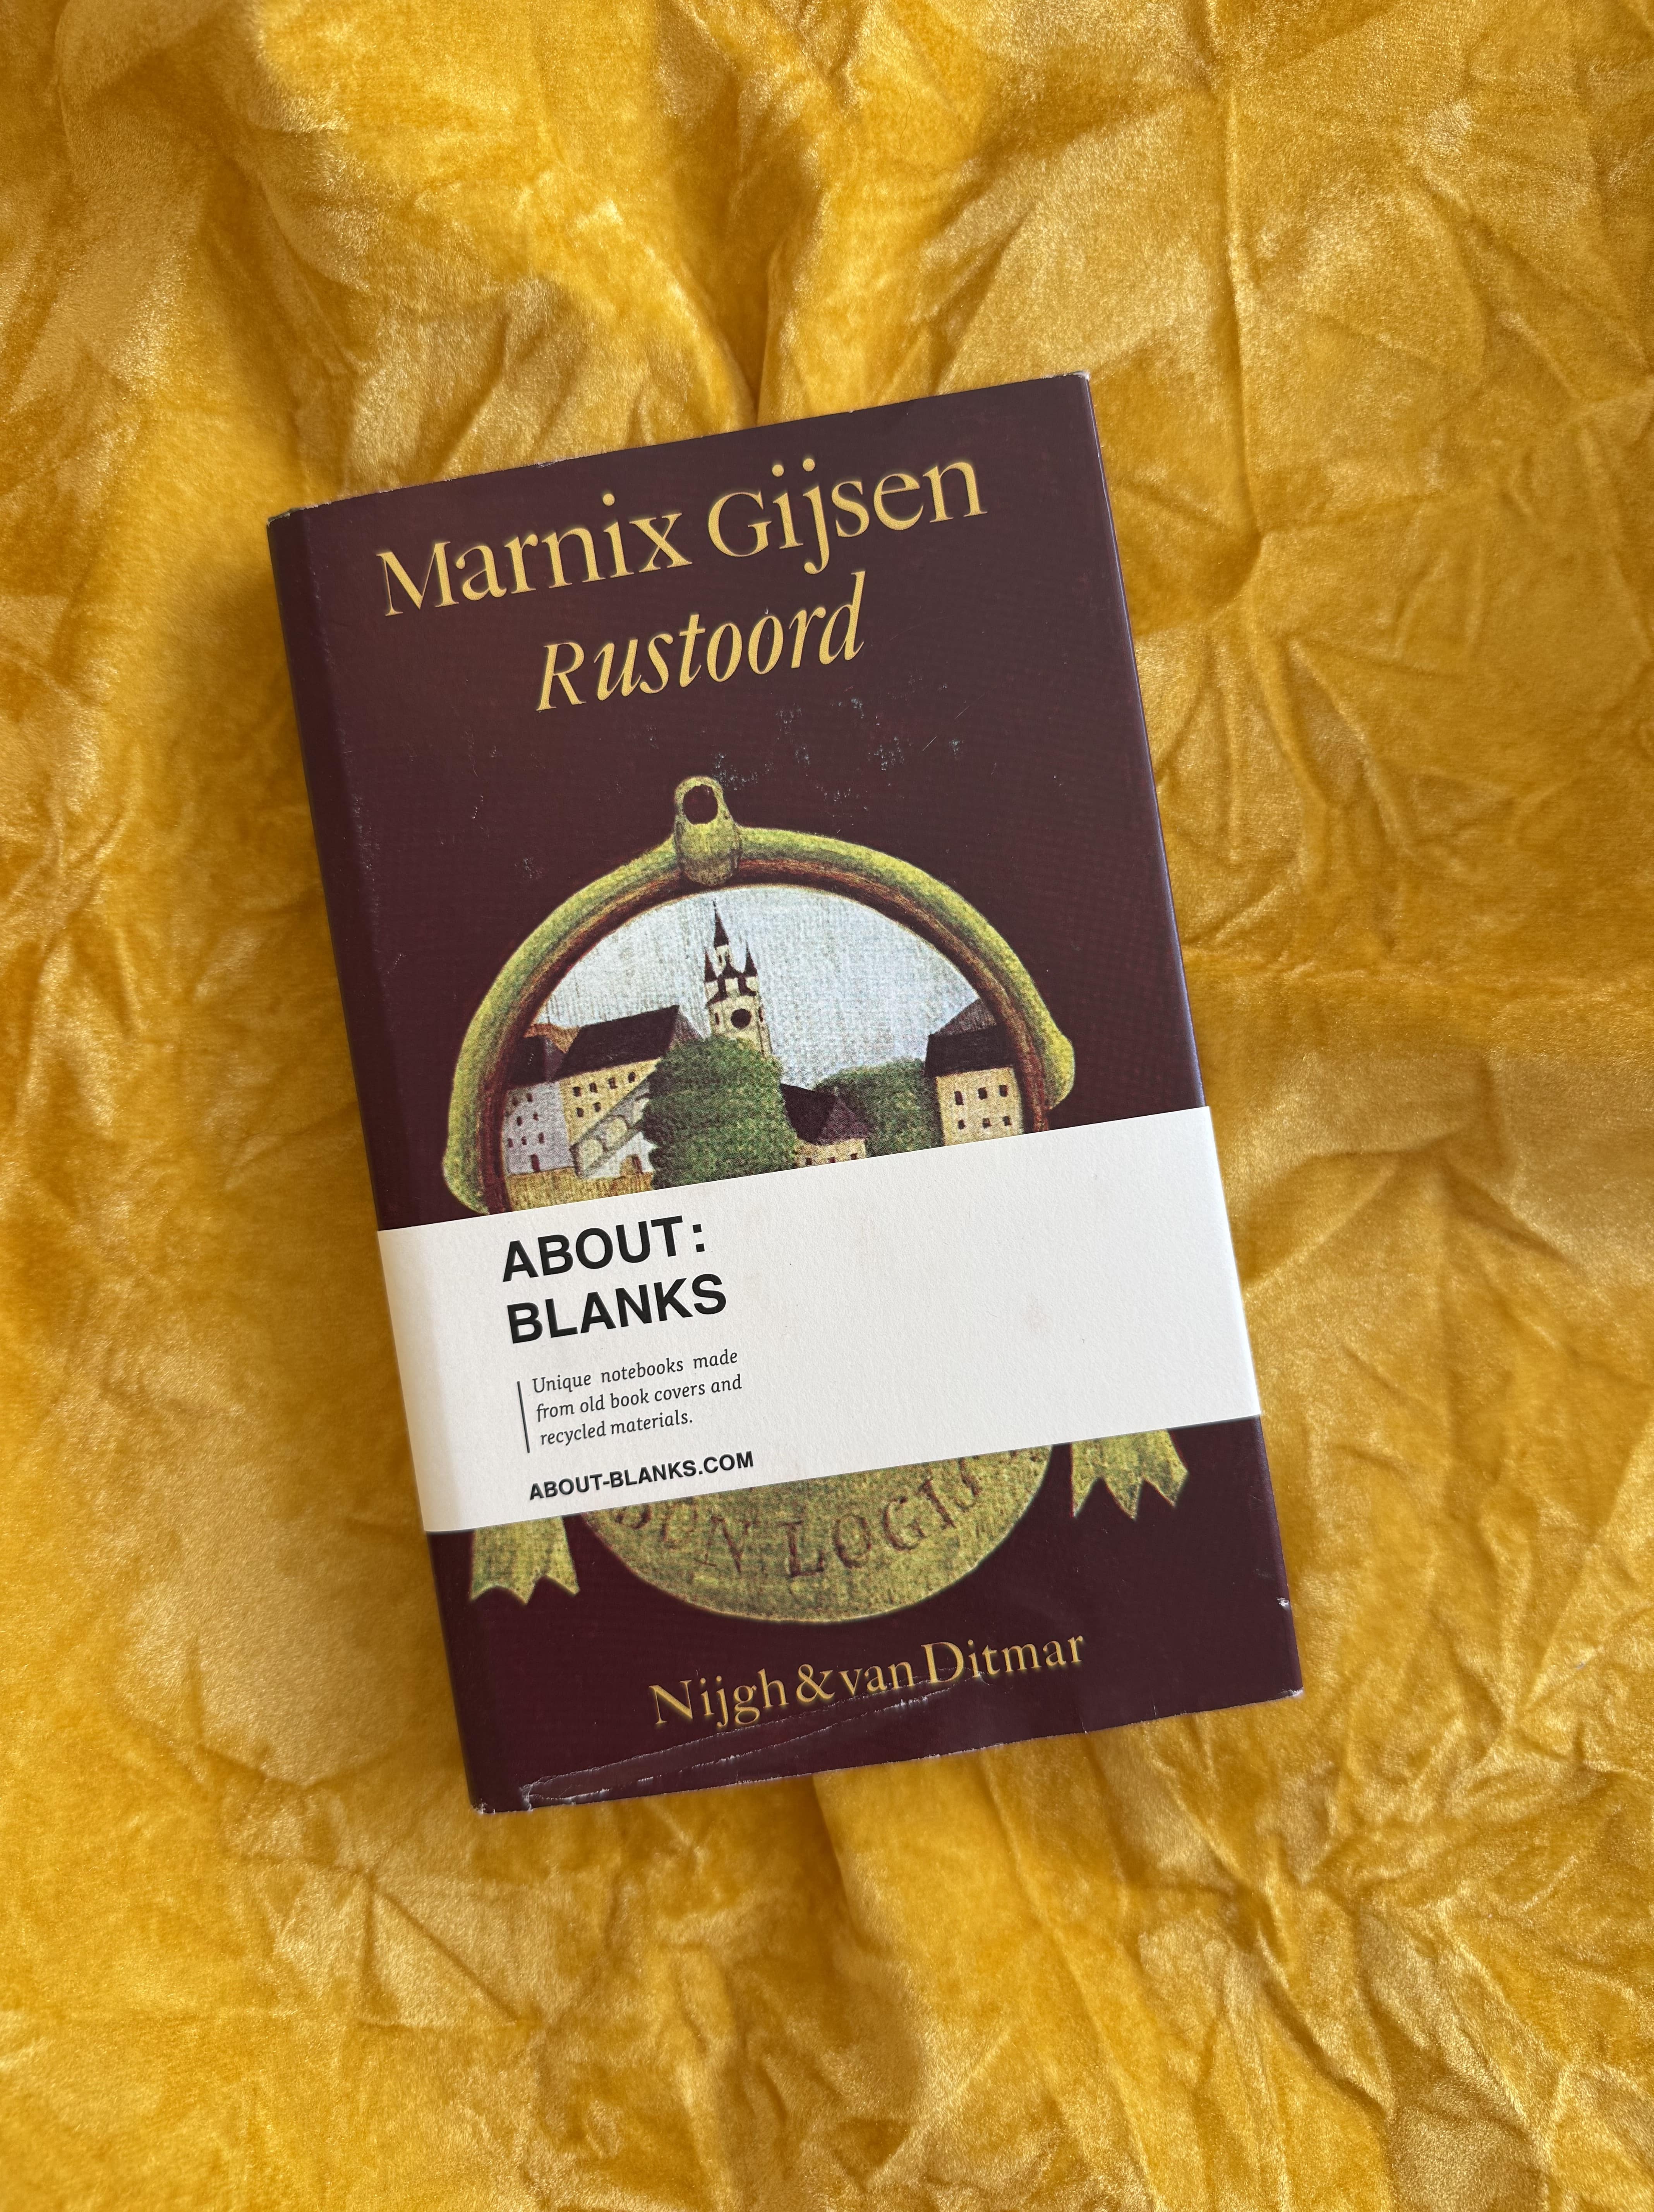 Marnix Gijsen
Rustoord
ABOUT:
BLANKS
Unique notebooks made
from old book covers and
recycled materials.
ABOUT-BLANKS.COM
LOGIS
Nijgh & van Ditmar